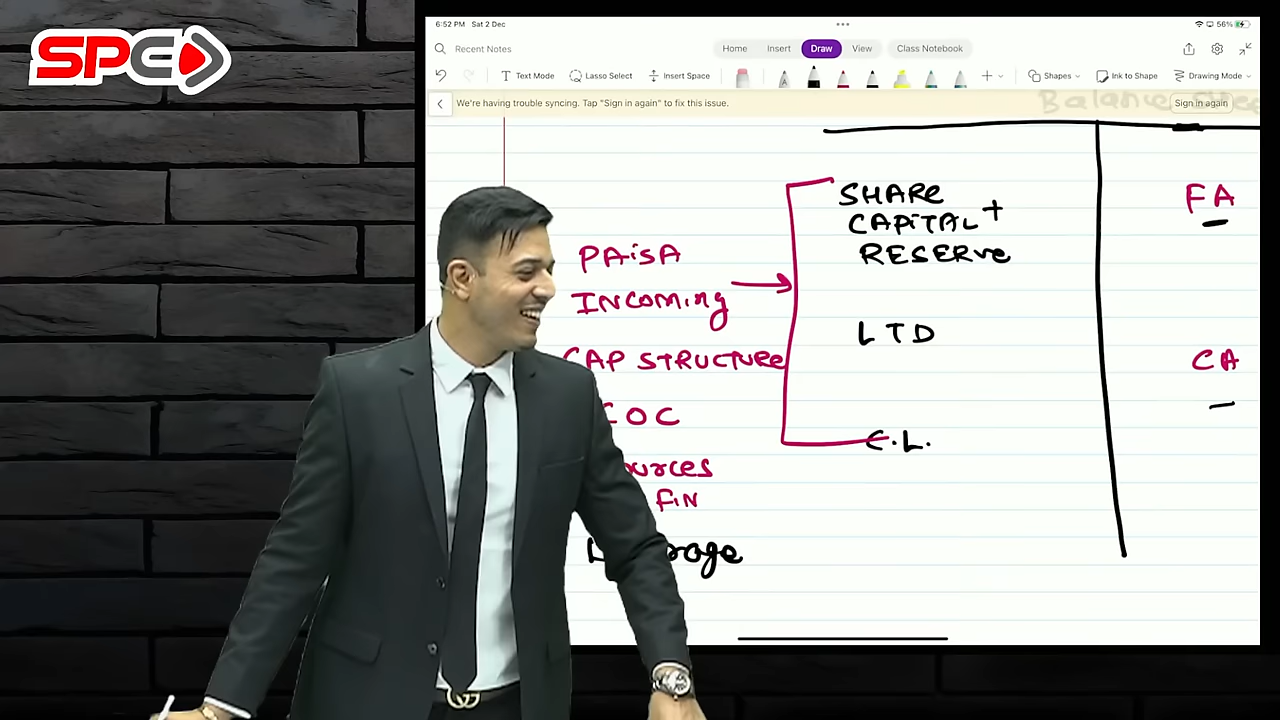 SPC
6:52 PM Sat 2 Dec
56%
Recent Notes
Home Insert Draw View Class Notebook
Text Mode Lasso Select Insert Space Shapes Ink to Shape Drawing Mode
We're having trouble syncing. Tap "Sign in again" to fix this issue.
Sign in again
Balance
SHARE
CAPITAL +
RESERVE
LTD
C.L.
FA
CA
PAISA
INCOMING
CAP STRUCTURE
COC
FIN